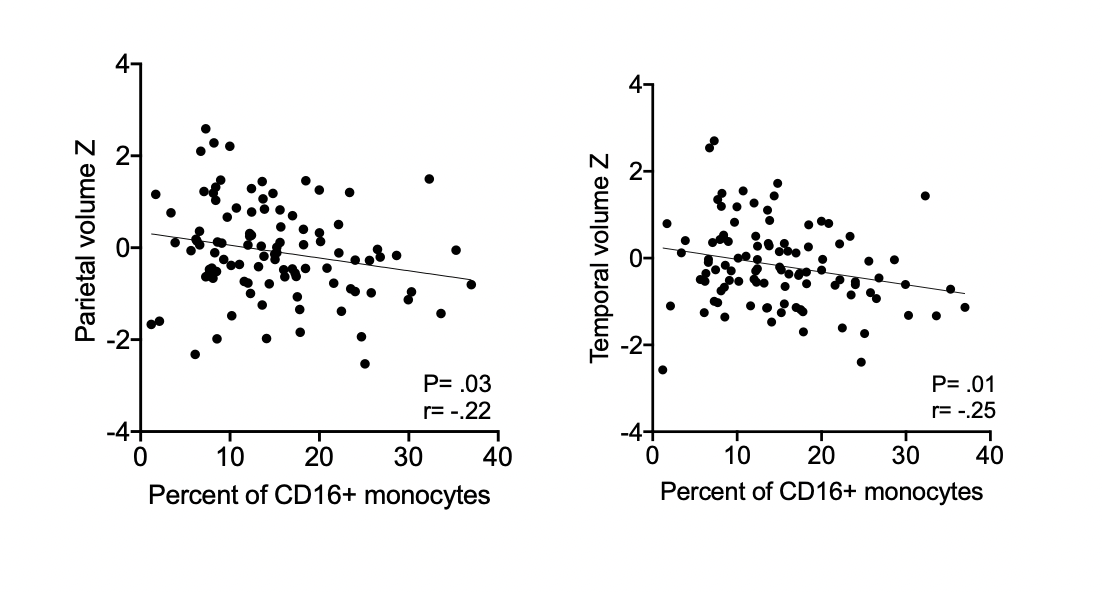 4
2
0
-2
-4
Parietal volume Z
P= .03
r= -.22
0 10 20 30 40
Percent of CD16+ monocytes
4
2
0
-2
-4
Temporal volume Z
P= .01
r= -.25
0 10 20 30 40
Percent of CD16+ monocytes